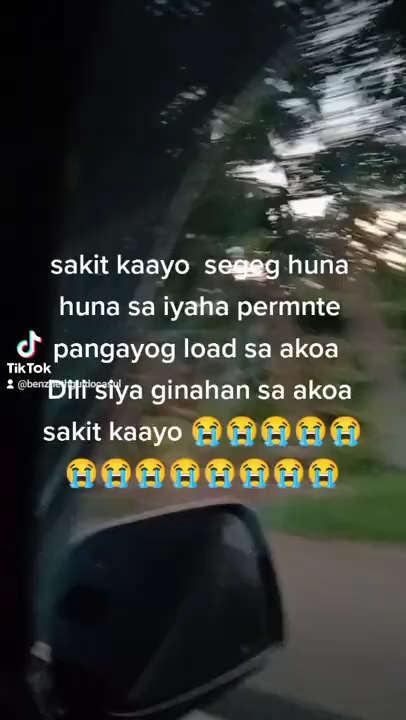 sakit kaayo segeg huna
huna sa iyaha permnte
pangayog load sa akoa
Dili siya ginahan sa akoa
sakit kaayo 😭😭😭😭😭
😭😭😭😭😭😭😭😭
TikTok